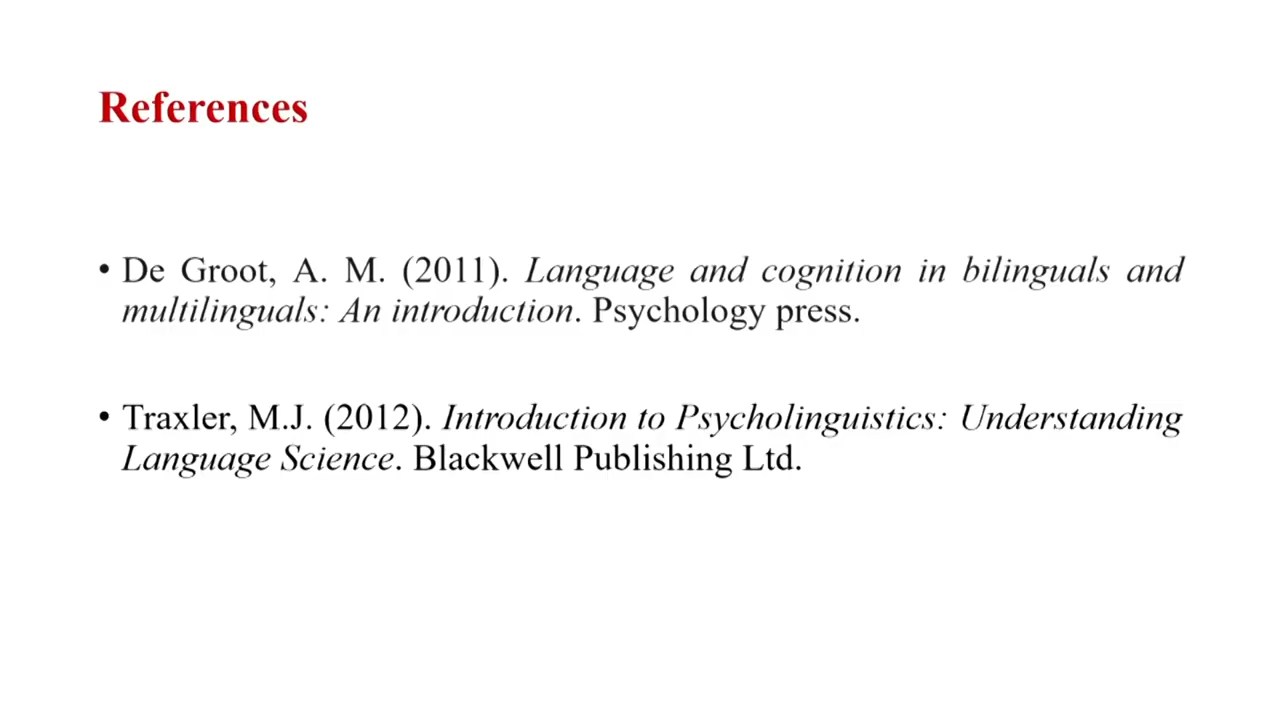 References
• De Groot, A. M. (2011). Language and cognition in bilinguals and
multilinguals: An introduction. Psychology press.
• Traxler, M.J. (2012). Introduction to Psycholinguistics: Understanding
Language Science. Blackwell Publishing Ltd.